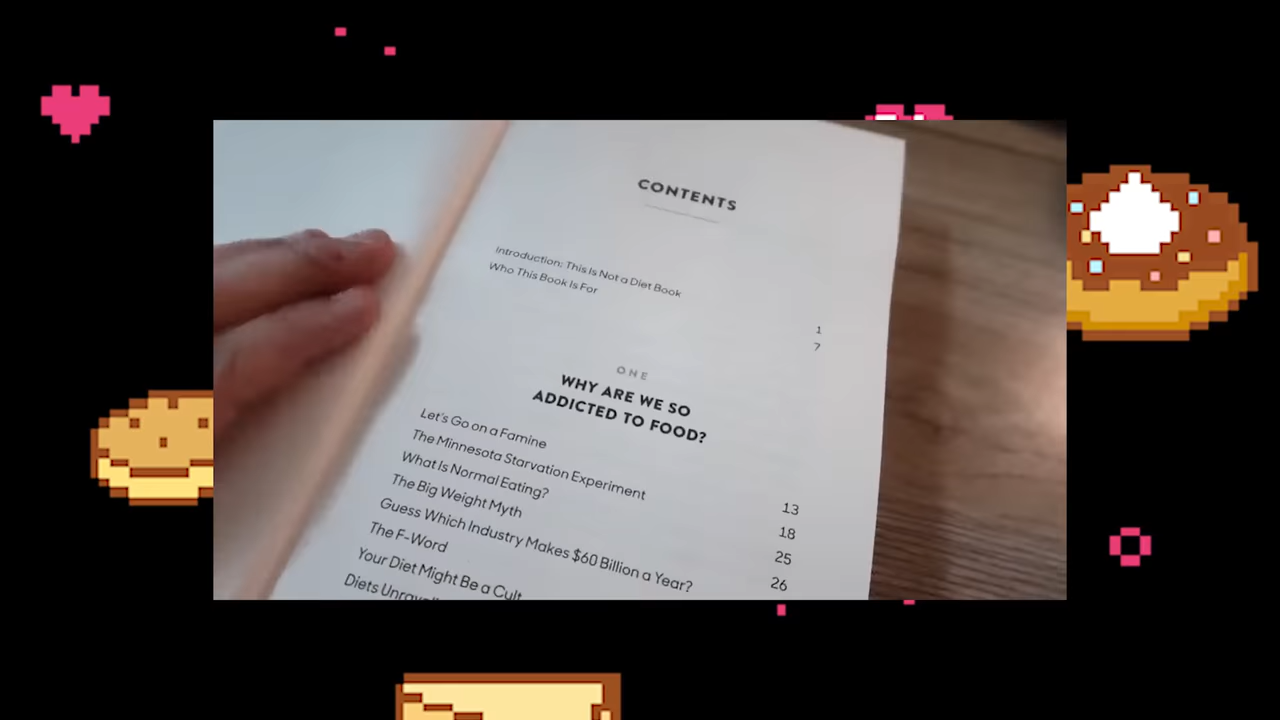 CONTENTS
Introduction: This Is Not a Diet Book
Who This Book Is For
1
7
ONE
WHY ARE WE SO
ADDICTED TO FOOD?
Let's Go on a Famine
The Minnesota Starvation Experiment
What Is Normal Eating?
The Big Weight Myth
Guess Which Industry Makes $60 Billion a Year?
The F-Word
Your Diet Might Be a Cult
Diets
13
18
25
26